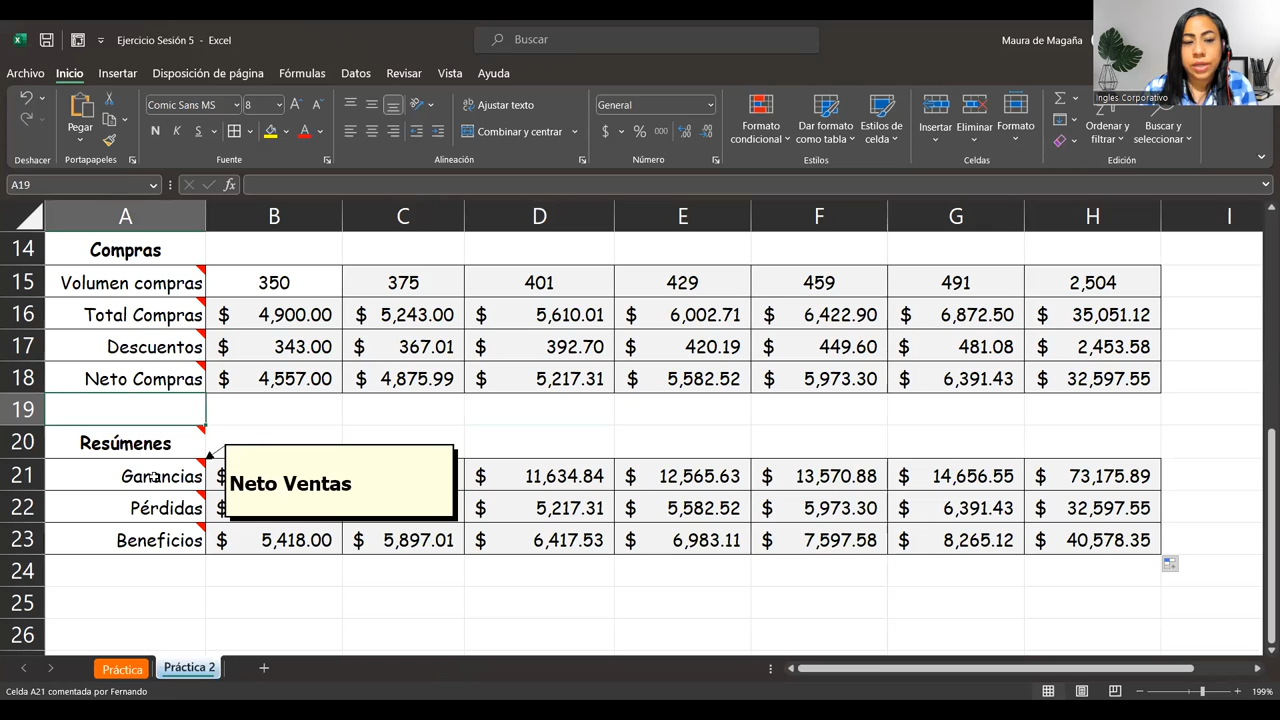 Ejercicio Sesión 5 - Excel
Buscar
Maura de Magaña
Ingles Corporativo
Archivo Inicio Insertar Disposición de página Fórmulas Datos Revisar Vista Ayuda
Pegar
Comic Sans MS 8
N K S
Ajustar texto
Combinar y centrar
General
$ % 000
Formato condicional
Dar formato como tabla
Estilos de celda
Insertar
Eliminar
Formato
Ordenar y filtrar
Buscar y seleccionar
Deshacer Portapapeles Fuente Alineación Número Estilos Celdas Edición
A19
A B C D E F G H I
14 Compras
15 Volumen compras 350 375 401 429 459 491 2,504
16 Total Compras $ 4,900.00 $ 5,243.00 $ 5,610.01 $ 6,002.71 $ 6,422.90 $ 6,872.50 $ 35,051.12
17 Descuentos $ 343.00 $ 367.01 $ 392.70 $ 420.19 $ 449.60 $ 481.08 $ 2,453.58
18 Neto Compras $ 4,557.00 $ 4,875.99 $ 5,217.31 $ 5,582.52 $ 5,973.30 $ 6,391.43 $ 32,597.55
19
20 Resúmenes
21 Ganancias $ $ 11,634.84 $ 12,565.63 $ 13,570.88 $ 14,656.55 $ 73,175.89
Neto Ventas
22 Pérdidas $ $ 5,217.31 $ 5,582.52 $ 5,973.30 $ 6,391.43 $ 32,597.55
23 Beneficios $ 5,418.00 $ 5,897.01 $ 6,417.53 $ 6,983.11 $ 7,597.58 $ 8,265.12 $ 40,578.35
24
25
26
Práctica Práctica 2
Celda A21 comentada por Fernando
199%